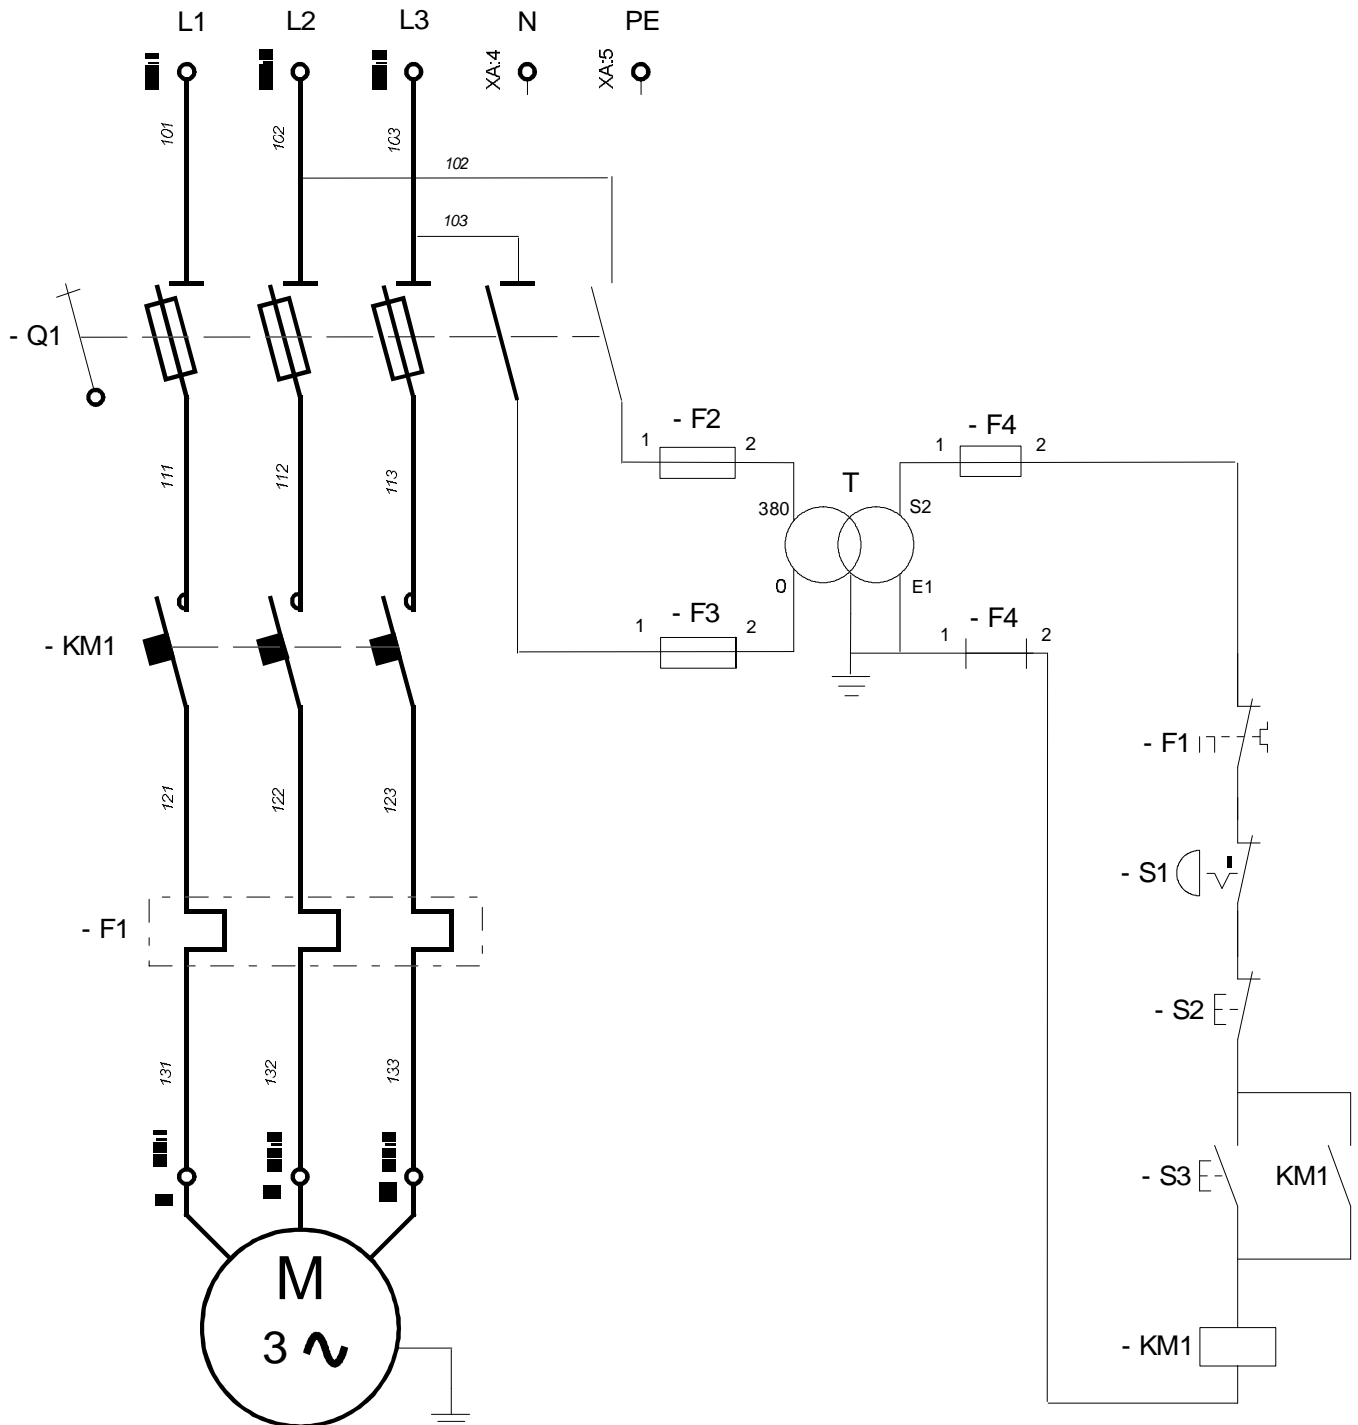 L1 L2 L3 N PE
XA:4 XA:5
101 102 103 102
103
- Q1
- F2 - F4
1 2 1 2
111 112 113
T
380 S2
0 E1
- F3 - F4
1 2 1 2
- KM1
- F1
121 122 123
- S1
- F1
- S2
131 132 133
- S3 KM1
M
3
- KM1